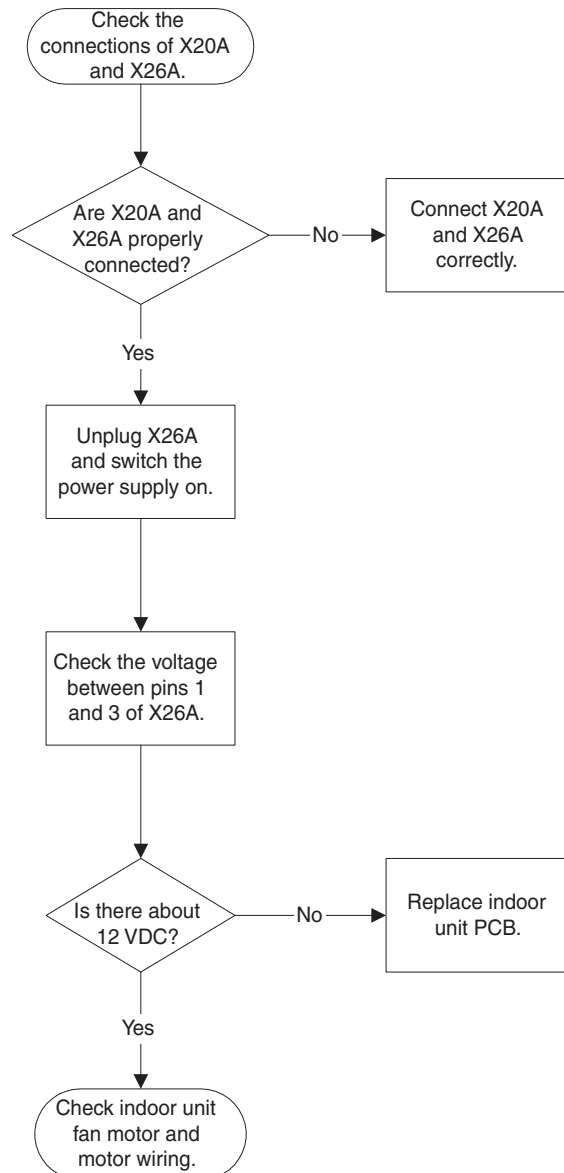 Check the
connections of X20A
and X26A.
Are X20A and
X26A properly
connected?
No
Connect X20A
and X26A
correctly.
Yes
Unplug X26A
and switch the
power supply on.
Check the voltage
between pins 1
and 3 of X26A.
Is there about
12 VDC?
No
Replace indoor
unit PCB.
Yes
Check indoor unit
fan motor and
motor wiring.